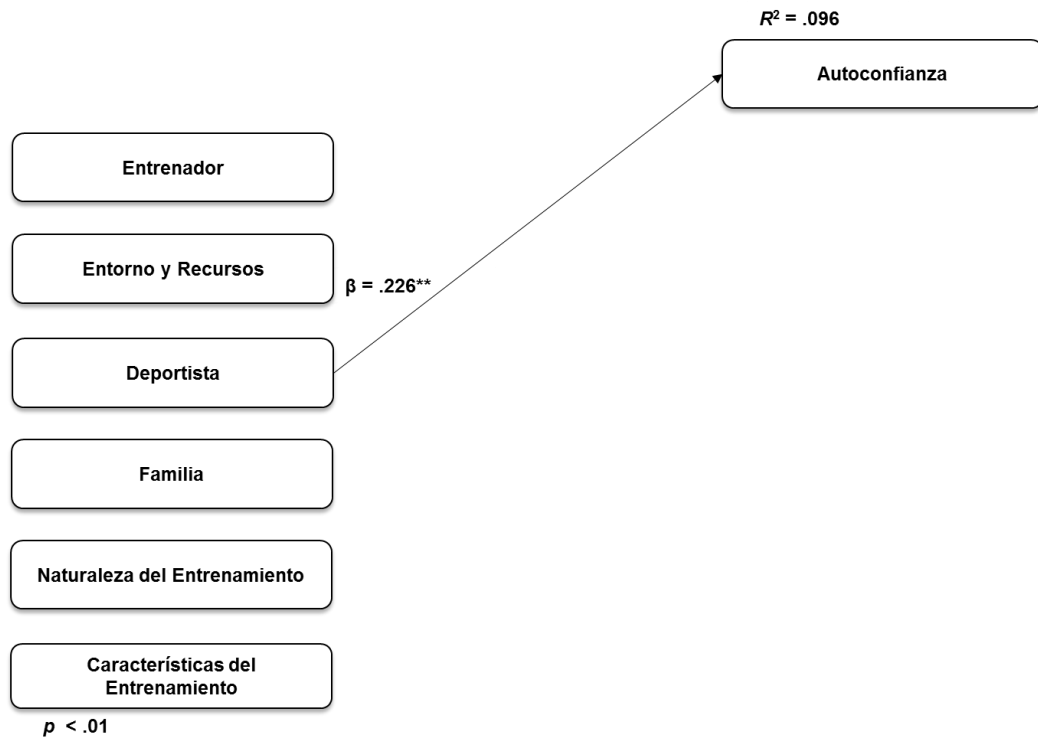 R² = .096
Autoconfianza
Entrenador
Entorno y Recursos
β = .226**
Deportista
Familia
Naturaleza del Entrenamiento
Características del
Entrenamiento
p < .01